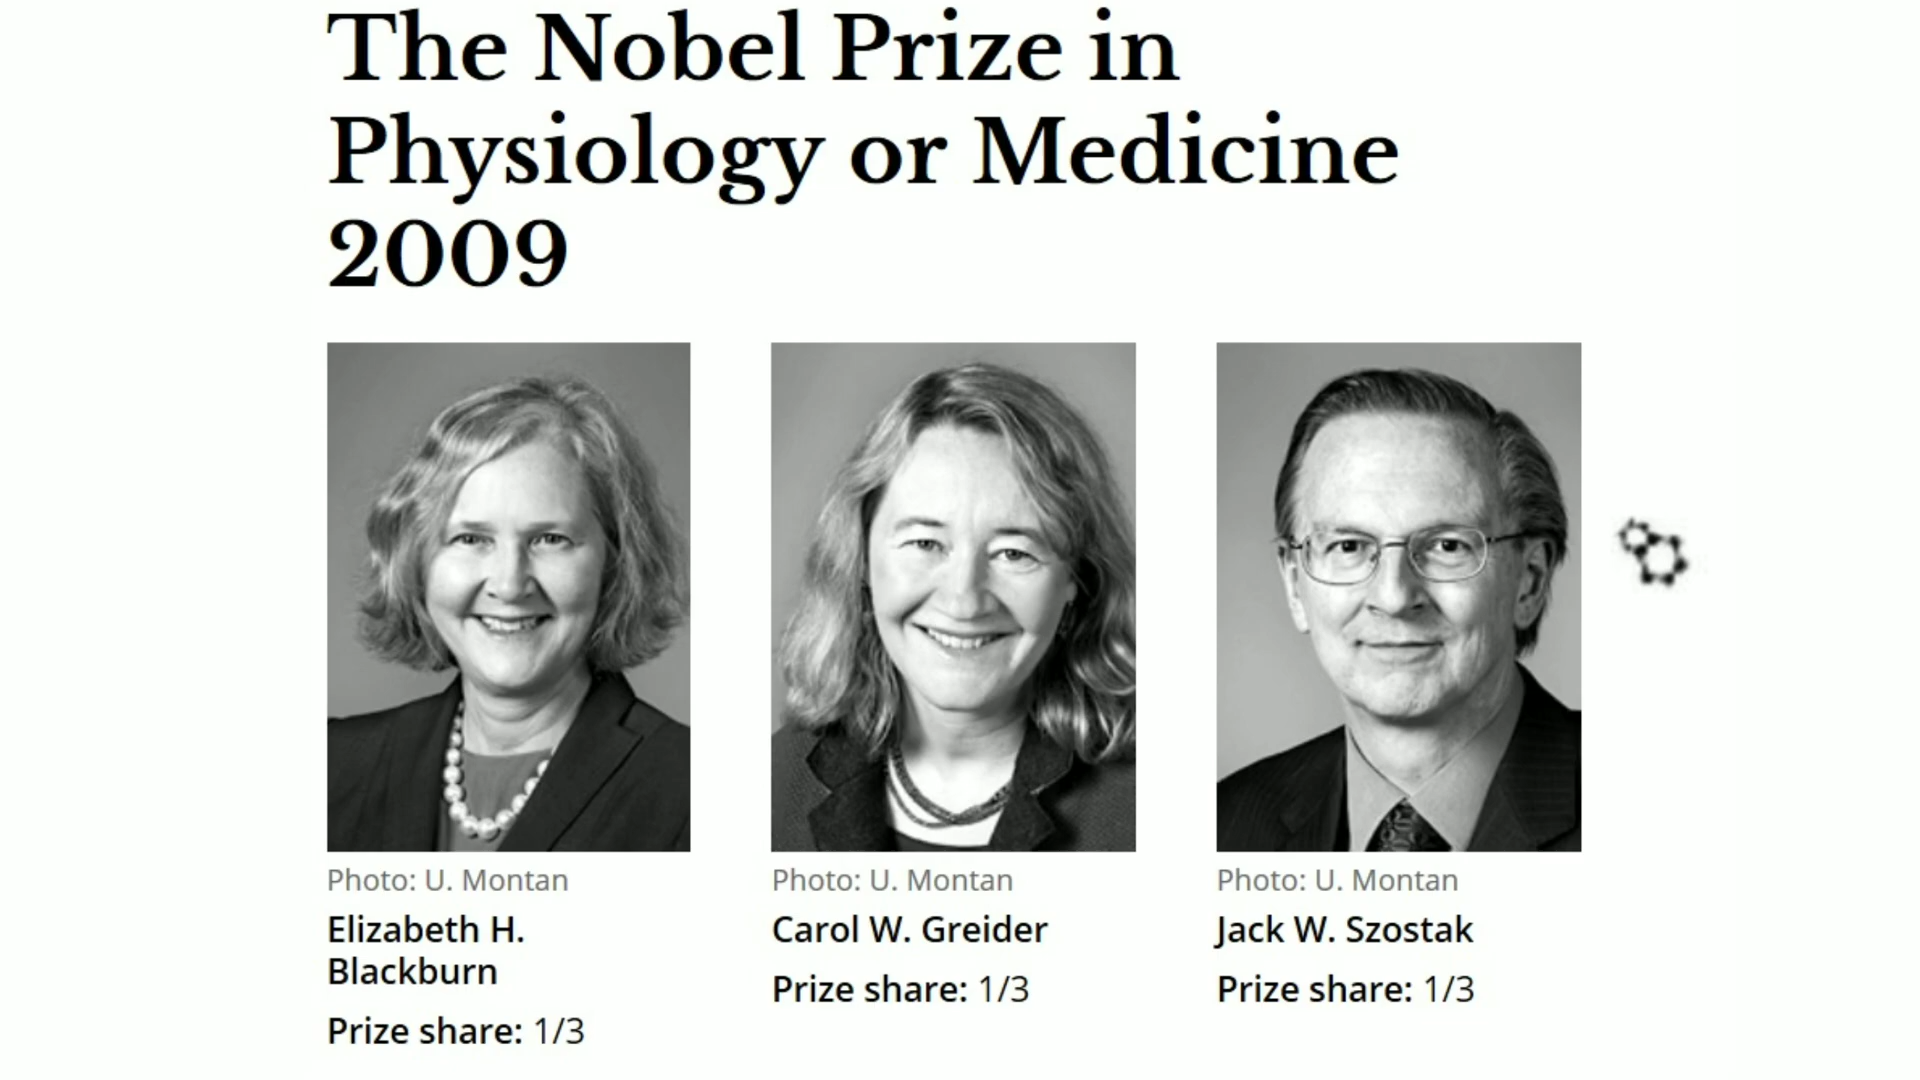 The Nobel Prize in
Physiology or Medicine
2009
Photo: U. Montan
Elizabeth H.
Blackburn
Prize share: 1/3
Photo: U. Montan
Carol W. Greider
Prize share: 1/3
Photo: U. Montan
Jack W. Szostak
Prize share: 1/3